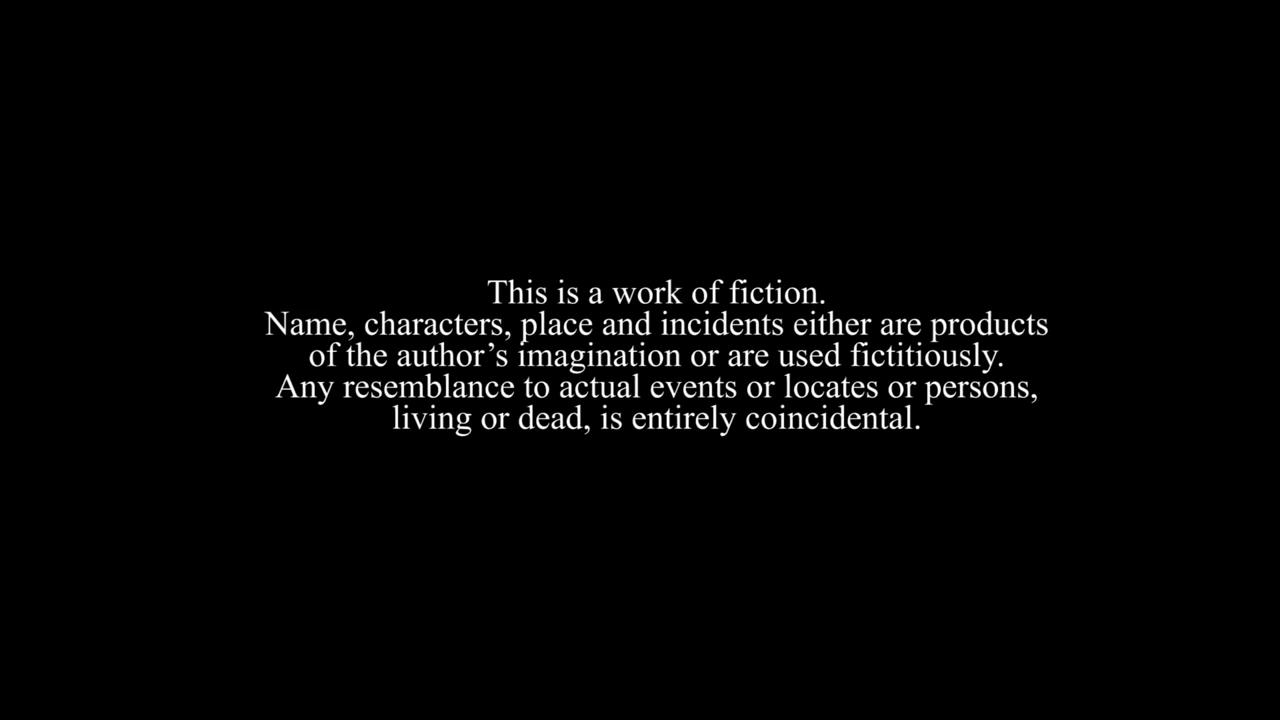 This is a work of fiction.
Name, characters, place and incidents either are products
of the author’s imagination or are used fictitiously.
Any resemblance to actual events or locates or persons,
living or dead, is entirely coincidental.